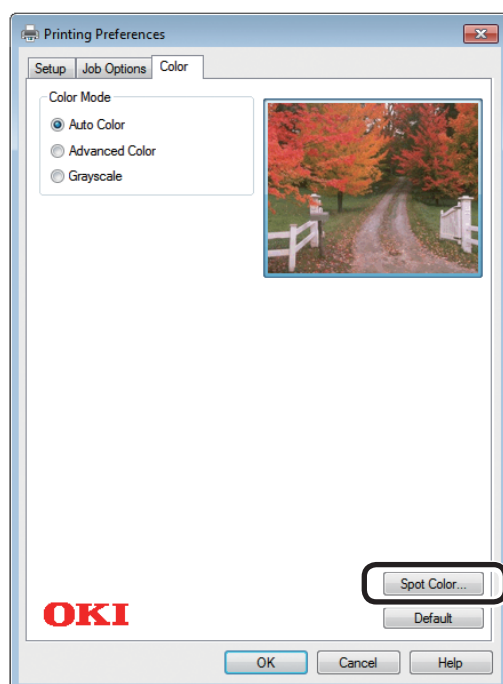 Printing Preferences
Setup Job Options Color
Color Mode
Auto Color
Advanced Color
Grayscale
Spot Color...
OKI
Default
OK Cancel Help